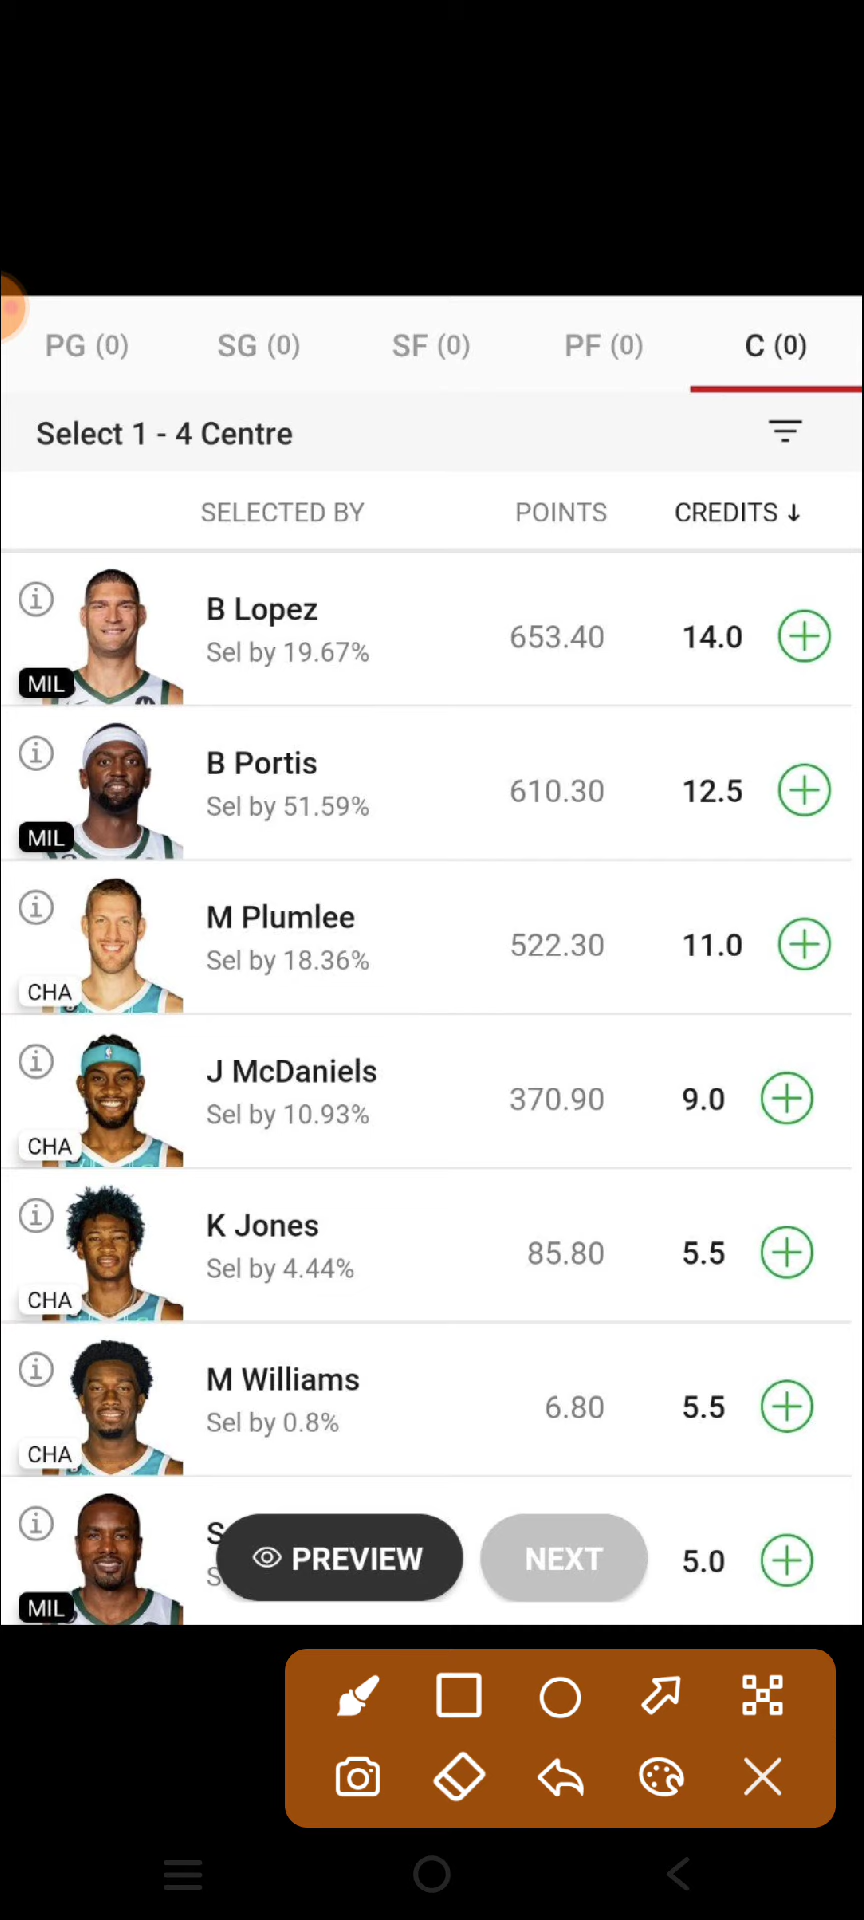 PG (0) SG (0) SF (0) PF (0) C (0)
Select 1 - 4 Centre
SELECTED BY POINTS CREDITS ↓
B Lopez
Sel by 19.67% 653.40 14.0
MIL
B Portis
Sel by 51.59% 610.30 12.5
MIL
M Plumlee
Sel by 18.36% 522.30 11.0
CHA
J McDaniels
Sel by 10.93% 370.90 9.0
CHA
K Jones
Sel by 4.44% 85.80 5.5
CHA
M Williams
Sel by 0.8% 6.80 5.5
CHA
PREVIEW NEXT 5.0
MIL